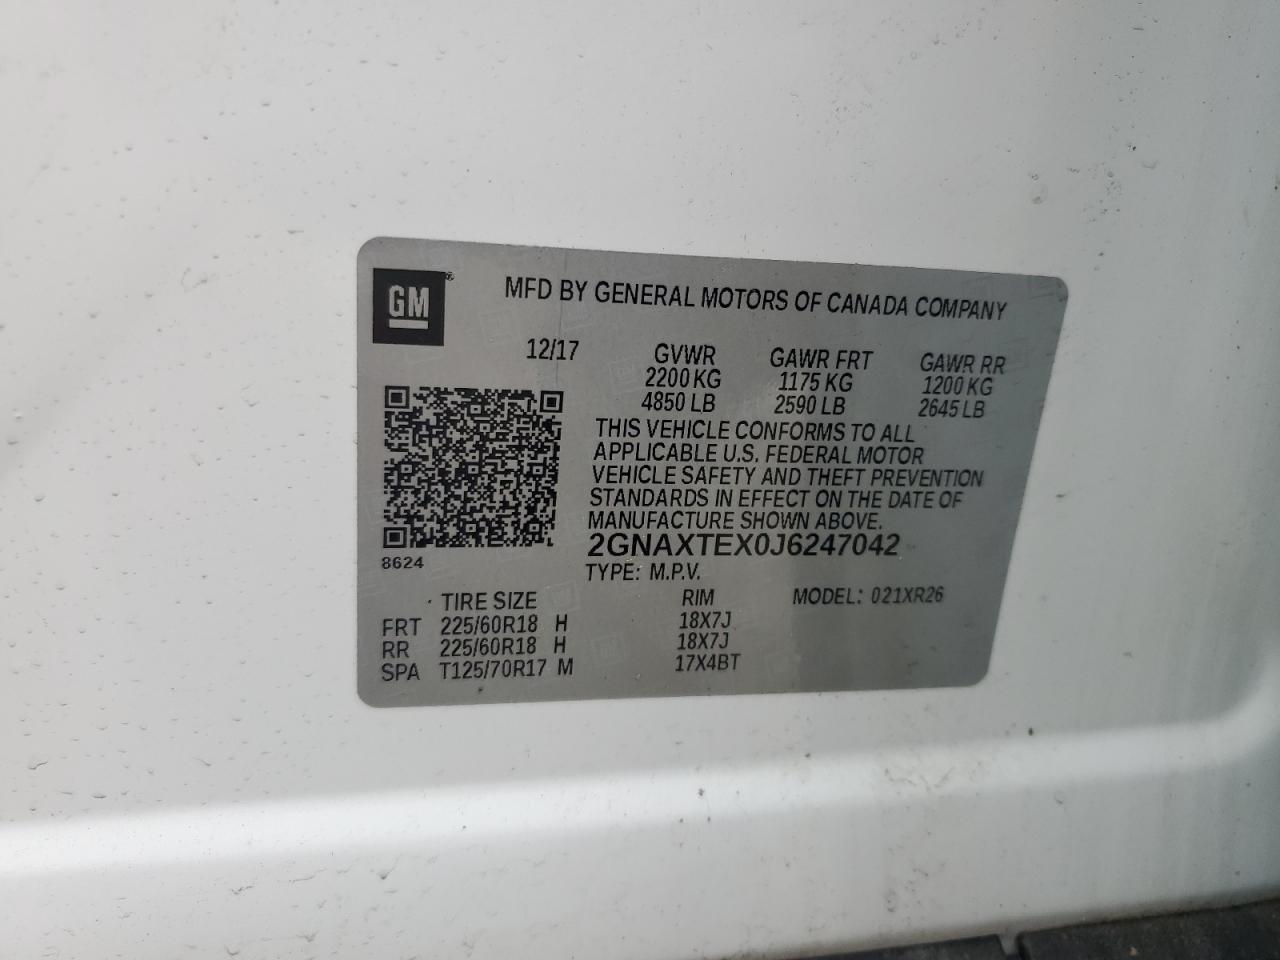 GM®
MFD BY GENERAL MOTORS OF CANADA COMPANY
12/17 GVWR GAWR FRT GAWR RR
2200 KG 1175 KG 1200 KG
4850 LB 2590 LB 2645 LB
THIS VEHICLE CONFORMS TO ALL
APPLICABLE U.S. FEDERAL MOTOR
VEHICLE SAFETY AND THEFT PREVENTION
STANDARDS IN EFFECT ON THE DATE OF
MANUFACTURE SHOWN ABOVE.
8624
2GNAXTEX0J6247042
TYPE: M.P.V.
TIRE SIZE RIM MODEL: 021XR26
FRT 225/60R18 H 18X7J
RR 225/60R18 H 18X7J
SPA T125/70R17 M 17X4BT